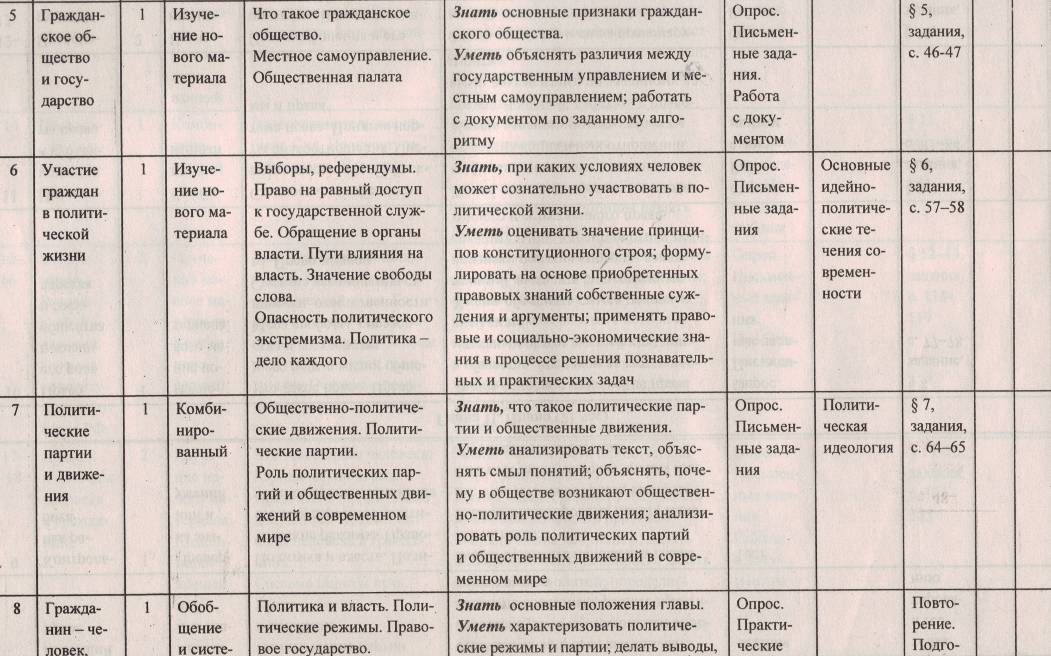 5
Граждан-
ское об-
щество
и госу-
дарство
1
Изуче-
ние но-
вого ма-
териала
Что такое гражданское
общество.
Местное самоуправление.
Общественная палата
Знать основные признаки граждан-
ского общества.
Уметь объяснять различия между
государственным управлением и ме-
стным самоуправлением; работать
с документом по заданному алго-
ритму
Опрос.
Письмен-
ные зада-
ния.
Работа
с доку-
ментом
§ 5,
задания,
с. 46-47
6
Участие
граждан
в полити-
ческой
жизни
1
Изуче-
ние но-
вого ма-
териала
Выборы, референдумы.
Право на равный доступ
к государственной служ-
бе. Обращение в органы
власти. Пути влияния на
власть. Значение свободы
слова.
Опасность политического
экстремизма. Политика –
дело каждого
Знать, при каких условиях человек
может сознательно участвовать в по-
литической жизни.
Уметь оценивать значение принци-
пов конституционного строя; форму-
лировать на основе приобретенных
правовых знаний собственные суж-
дения и аргументы; применять право-
вые и социально-экономические зна-
ния в процессе решения познаватель-
ных и практических задач
Опрос.
Письмен-
ные зада-
ния
Основные
идейно-
политиче-
ские те-
чения со-
времен-
ности
§ 6,
задания,
с. 57–58
7
Полити-
ческие
партии
и движе-
ния
1
Комби-
ниро-
ванный
Общественно-политиче-
ские движения. Полити-
ческие партии.
Роль политических пар-
тий и общественных дви-
жений в современном
мире
Знать, что такое политические пар-
тии и общественные движения.
Уметь анализировать текст, объяс-
нять смыл понятий; объяснять, поче-
му в обществе возникают обществен-
но-политические движения; анализи-
ровать роль политических партий
и общественных движений в совре-
менном мире
Опрос.
Письмен-
ные зада-
ния
Полити-
ческая
идеология
§ 7,
задания,
с. 64–65
8
Гражда-
нин – че-
ловек,
1
Обоб-
щение
и систе-
Политика и власть. Поли-
тические режимы. Право-
вое государство.
Знать основные положения главы.
Уметь характеризовать политиче-
ские режимы и партии; делать выводы,
Опрос.
Практи-
ческие
Повто-
рение.
Подго-